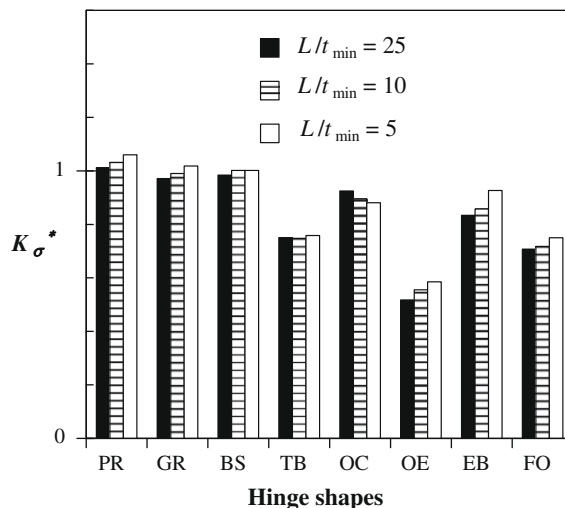 L/t min = 25
L/t min = 10
L/t min = 5
1
K σ *
0
PR GR BS TB OC OE EB FO
Hinge shapes